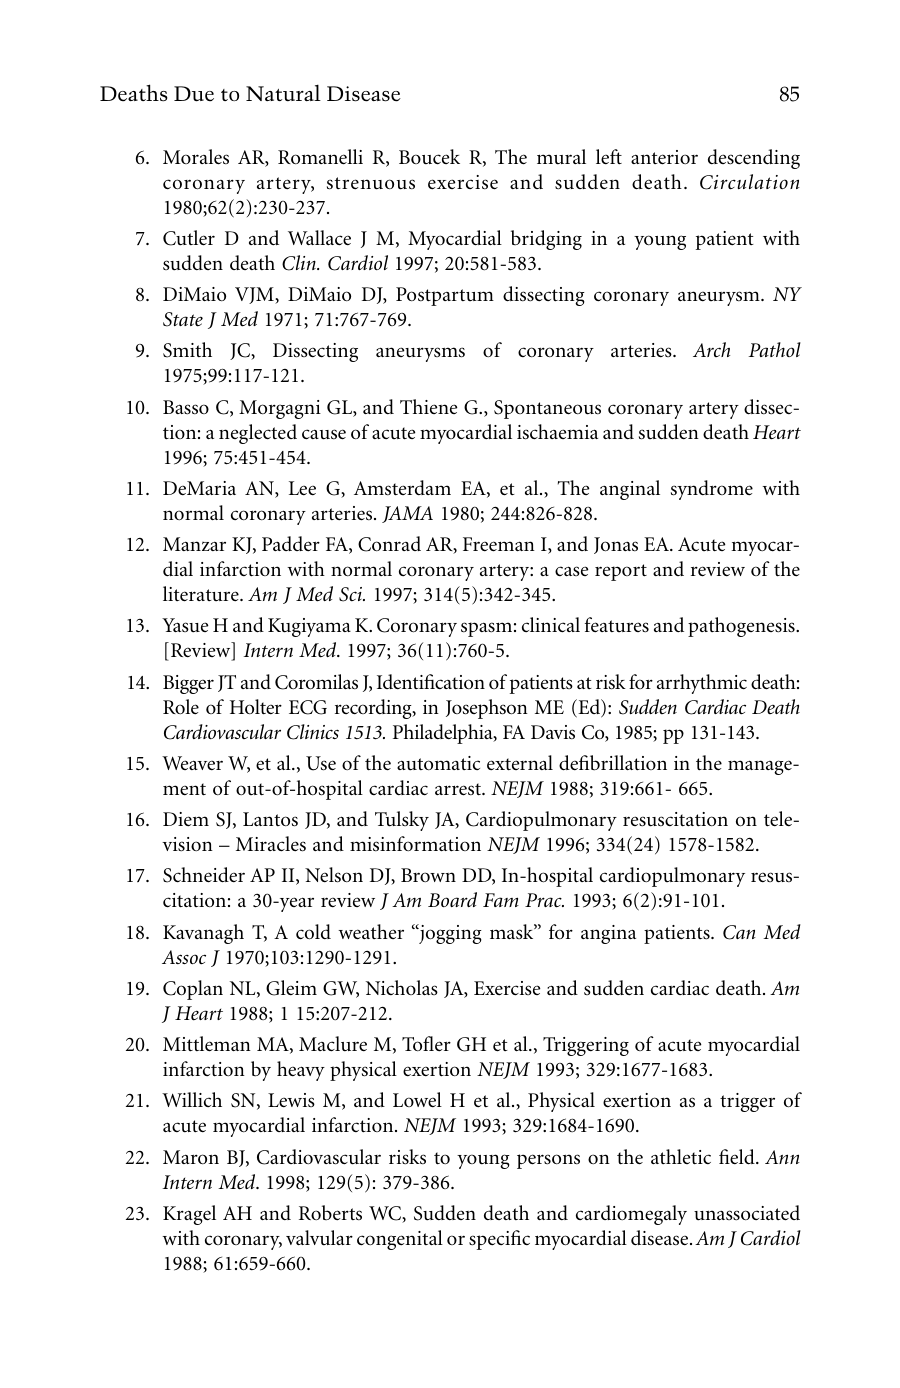 Deaths Due to Natural Disease 85
6. Morales AR, Romanelli R, Boucek R, The mural left anterior descending
coronary artery, strenuous exercise and sudden death. Circulation
1980;62(2):230-237.
7. Cutler D and Wallace J M, Myocardial bridging in a young patient with
sudden death Clin. Cardiol 1997; 20:581-583.
8. DiMaio VJM, DiMaio DJ, Postpartum dissecting coronary aneurysm. NY
State J Med 1971; 71:767-769.
9. Smith JC, Dissecting aneurysms of coronary arteries. Arch Pathol
1975;99:117-121.
10. Basso C, Morgagni GL, and Thiene G., Spontaneous coronary artery dissec-
tion: a neglected cause of acute myocardial ischaemia and sudden death Heart
1996; 75:451-454.
11. DeMaria AN, Lee G, Amsterdam EA, et al., The anginal syndrome with
normal coronary arteries. JAMA 1980; 244:826-828.
12. Manzar KJ, Padder FA, Conrad AR, Freeman I, and Jonas EA. Acute myocar-
dial infarction with normal coronary artery: a case report and review of the
literature. Am J Med Sci. 1997; 314(5):342-345.
13. Yasue H and Kugiyama K. Coronary spasm: clinical features and pathogenesis.
[Review] Intern Med. 1997; 36(11):760-5.
14. Bigger JT and Coromilas J, Identification of patients at risk for arrhythmic death:
Role of Holter ECG recording, in Josephson ME (Ed): Sudden Cardiac Death
Cardiovascular Clinics 1513. Philadelphia, FA Davis Co, 1985; pp 131-143.
15. Weaver W, et al., Use of the automatic external defibrillation in the manage-
ment of out-of-hospital cardiac arrest. NEJM 1988; 319:661- 665.
16. Diem SJ, Lantos JD, and Tulsky JA, Cardiopulmonary resuscitation on tele-
vision – Miracles and misinformation NEJM 1996; 334(24) 1578-1582.
17. Schneider AP II, Nelson DJ, Brown DD, In-hospital cardiopulmonary resus-
citation: a 30-year review J Am Board Fam Prac. 1993; 6(2):91-101.
18. Kavanagh T, A cold weather “jogging mask” for angina patients. Can Med
Assoc J 1970;103:1290-1291.
19. Coplan NL, Gleim GW, Nicholas JA, Exercise and sudden cardiac death. Am
J Heart 1988; 1 15:207-212.
20. Mittleman MA, Maclure M, Tofler GH et al., Triggering of acute myocardial
infarction by heavy physical exertion NEJM 1993; 329:1677-1683.
21. Willich SN, Lewis M, and Lowel H et al., Physical exertion as a trigger of
acute myocardial infarction. NEJM 1993; 329:1684-1690.
22. Maron BJ, Cardiovascular risks to young persons on the athletic field. Ann
Intern Med. 1998; 129(5): 379-386.
23. Kragel AH and Roberts WC, Sudden death and cardiomegaly unassociated
with coronary, valvular congenital or specific myocardial disease. Am J Cardiol
1988; 61:659-660.